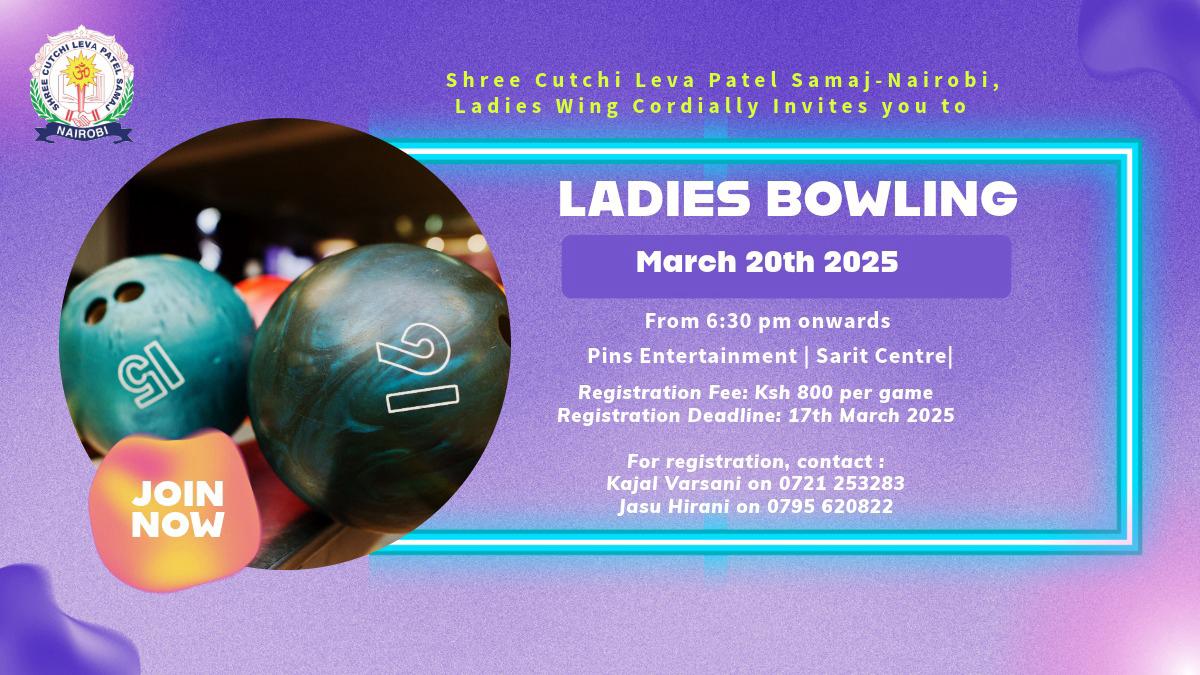 SHREE CUTCHI LEVA PATEL SAMAJ
NAIROBI
Shree Cutchi Leva Patel Samaj-Nairobi,
Ladies Wing Cordially Invites you to
LADIES BOWLING
March 20th 2025
From 6:30 pm onwards
Pins Entertainment | Sarit Centre|
Registration Fee: Ksh 800 per game
Registration Deadline: 17th March 2025
For registration, contact :
Kajal Varsani on 0721 253283
Jasu Hirani on 0795 620822
15
12
JOIN
NOW